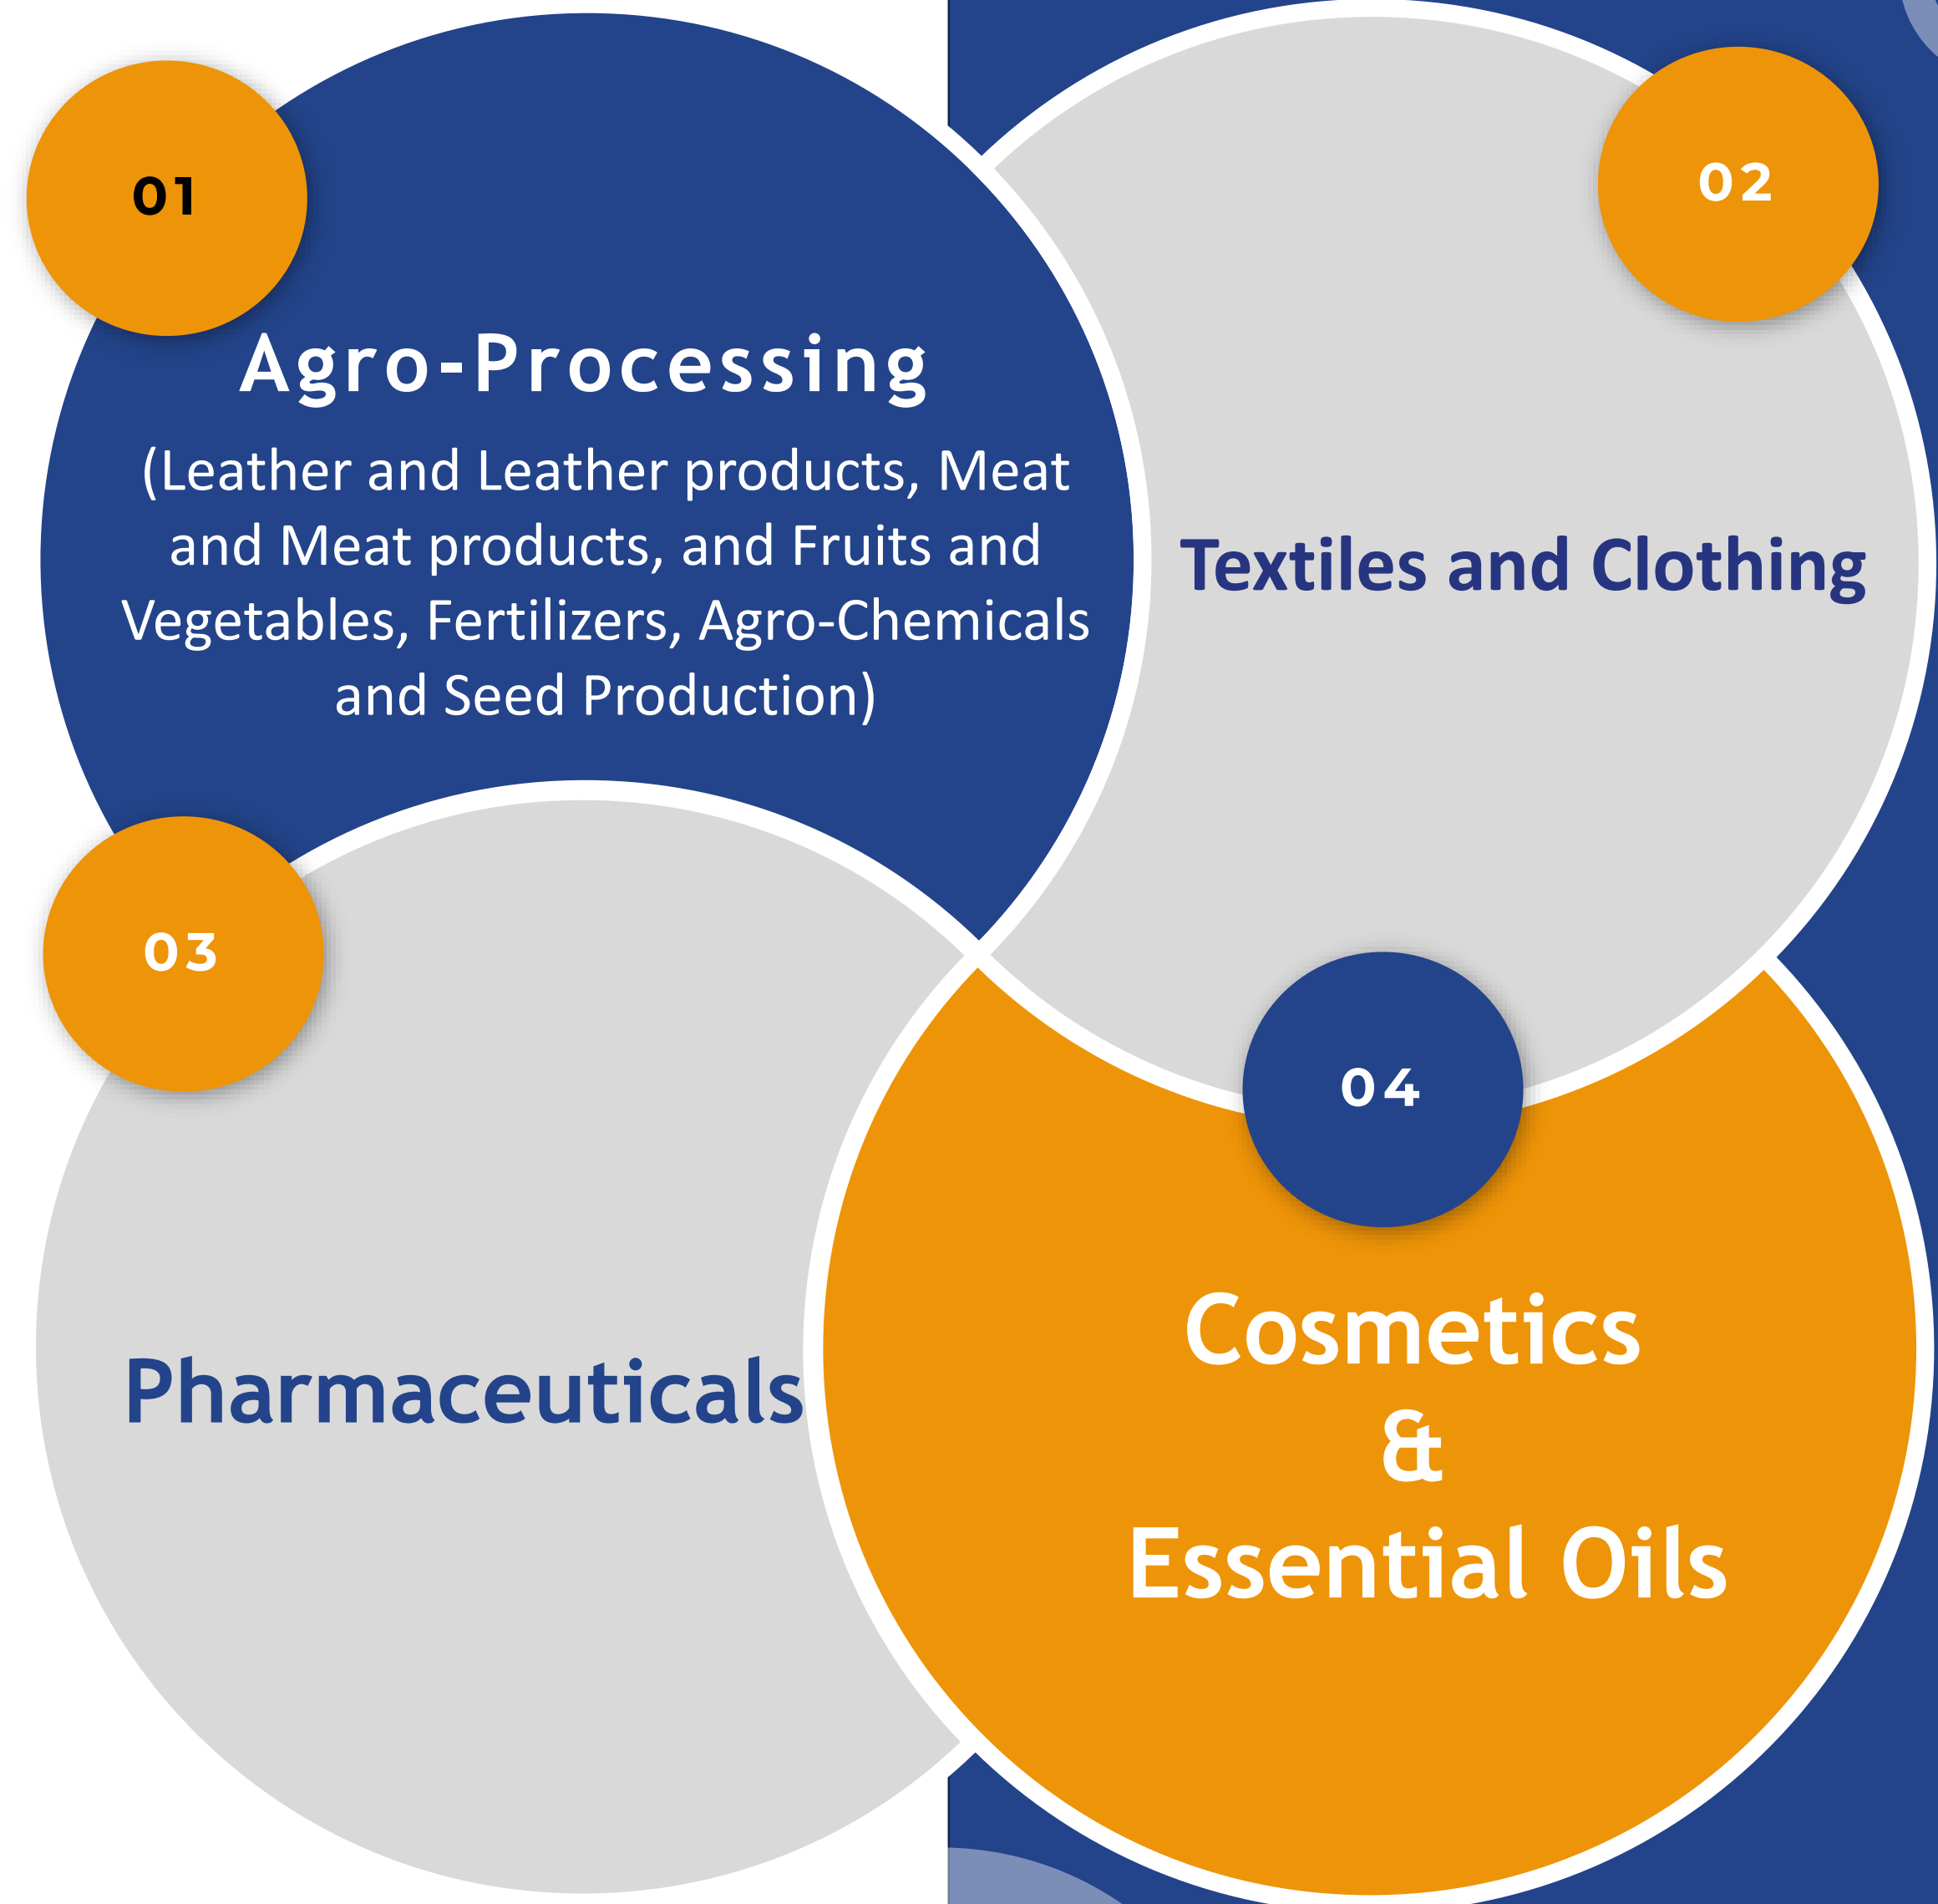 01
Agro-Processing
(Leather and Leather products, Meat
and Meat products, and Fruits and
Vegetables, Fertilizers, Agro-Chemicals
and Seed Production)
02
Textiles and Clothing
03
Pharmaceuticals
04
Cosmetics
&
Essential Oils